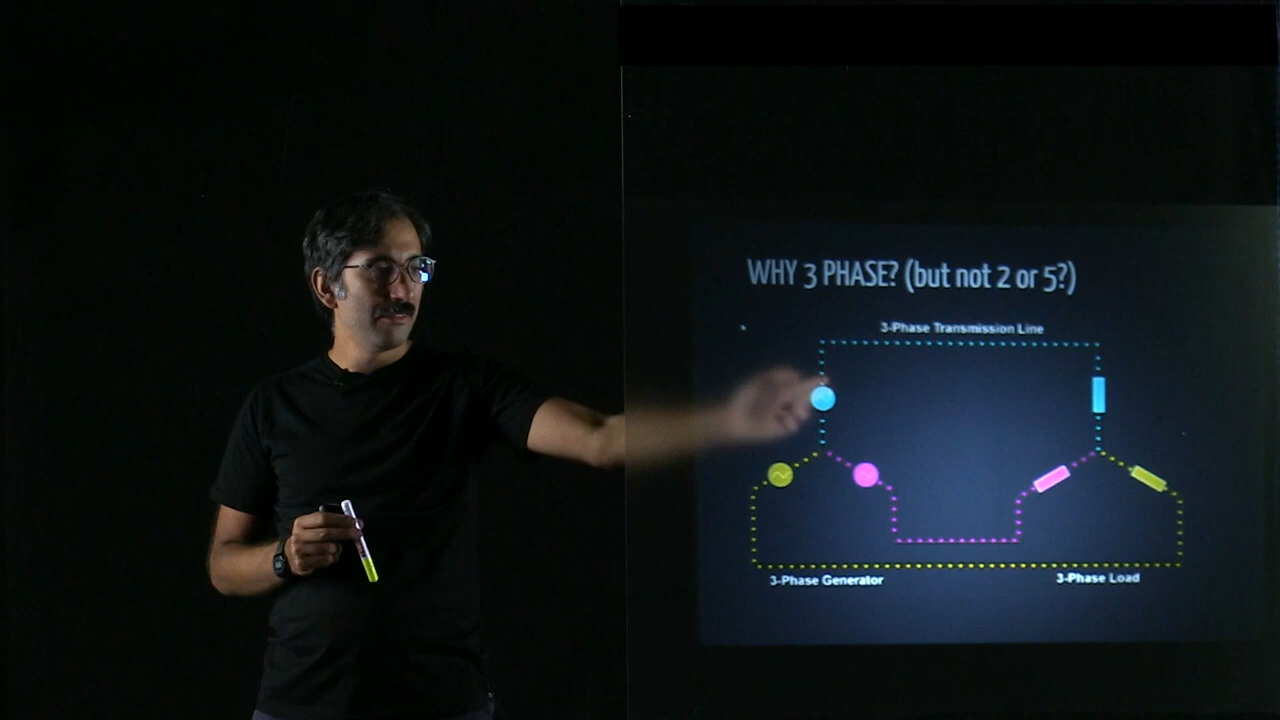 WHY 3 PHASE? (but not 2 or 5?)
3-Phase Transmission Line
3-Phase Generator
3-Phase Load